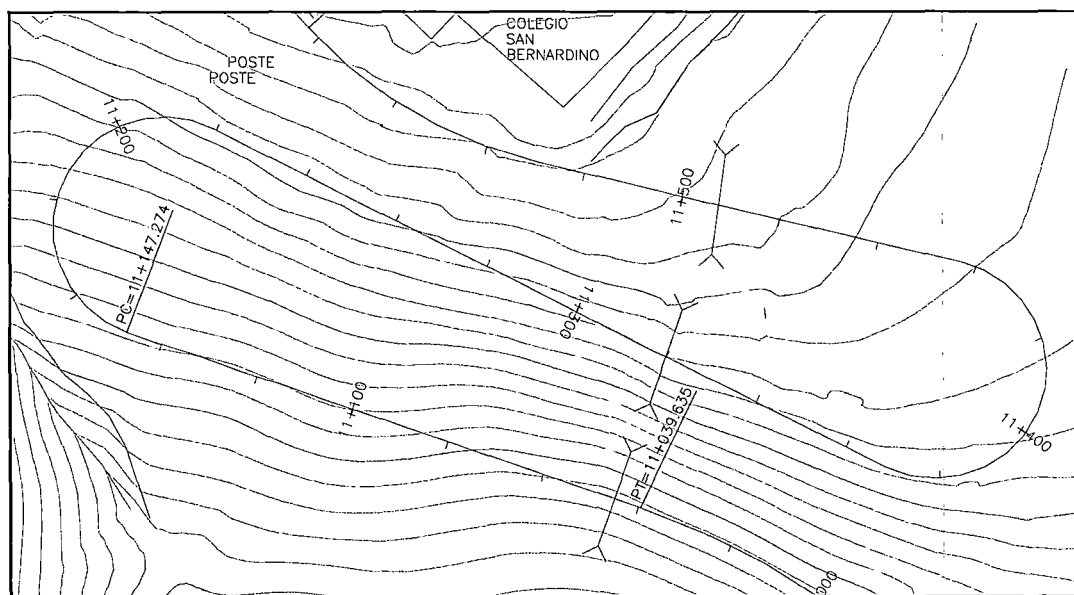 COLEGIO
SAN
BERNARDINO
POSTE
POSTE
11+200
11+500
PC=11+147.274
11+300
11+100
PT=11+039.635
11+400
000